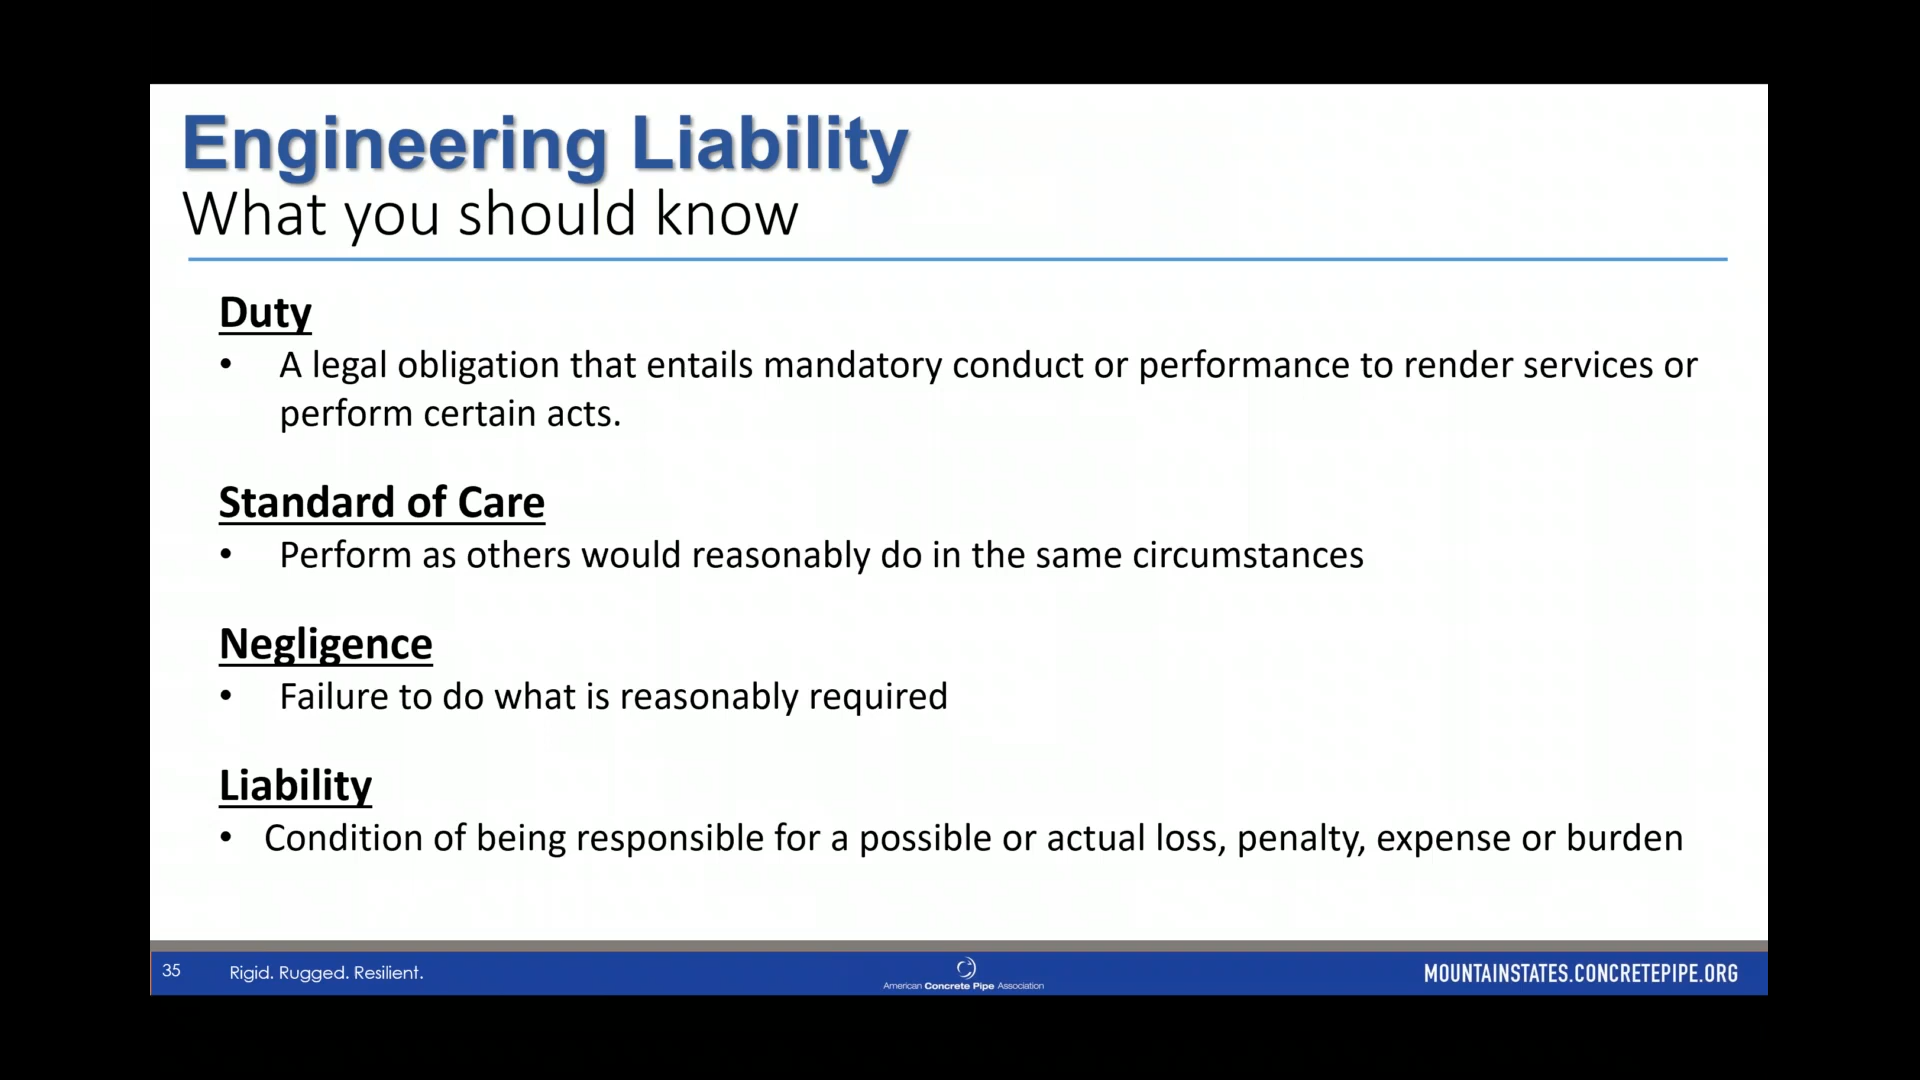 Engineering Liability
What you should know
Duty
• A legal obligation that entails mandatory conduct or performance to render services or
perform certain acts.
Standard of Care
• Perform as others would reasonably do in the same circumstances
Negligence
• Failure to do what is reasonably required
Liability
• Condition of being responsible for a possible or actual loss, penalty, expense or burden
35 Rigid. Rugged. Resilient. American Concrete Pipe Association MOUNTAINSTATES.CONCRETEPIPE.ORG